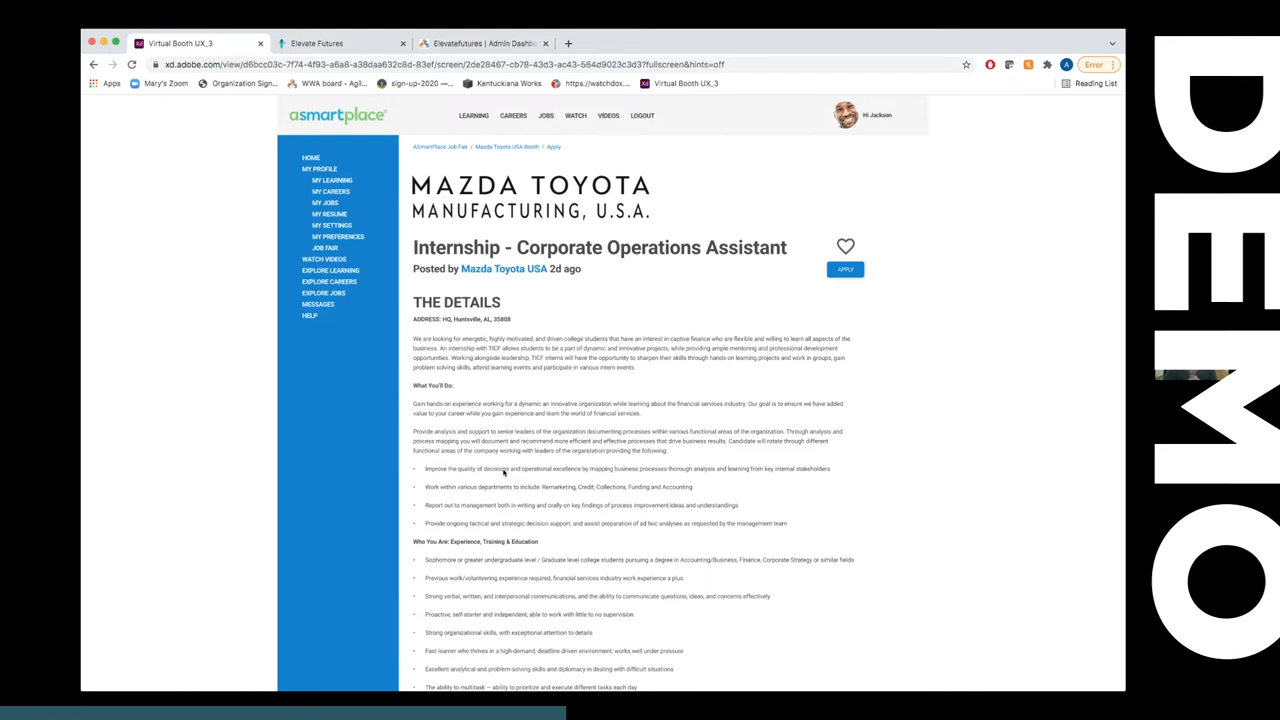 Virtual Booth UX_3
Elevate Futures
Elevatefutures | Admin Dashb
xd.adobe.com/view/d6bcc03c-7f74-4f93-a6a8-a38daa632c8d-83ef/screen/2de28467-cb78-43d3-ac43-564d9023c3d3?fullscreen&hints=off
Error
Apps
Mary's Zoom
Organization Sign...
WWA board - Agil...
sign-up-2020 —...
Kentuckiana Works
https://watchdox....
Virtual Booth UX_3
Reading List
asmartplace
LEARNING CAREERS JOBS WATCH VIDEOS LOGOUT
Hi Jackson
HOME
MY PROFILE
MY LEARNING
MY CAREERS
MY JOBS
MY RESUME
MY SETTINGS
MY PREFERENCES
JOB FAIR
WATCH VIDEOS
EXPLORE LEARNING
EXPLORE CAREERS
EXPLORE JOBS
MESSAGES
HELP
ASmartPlace Job Fair / Mazda Toyota USA Booth / Apply
MAZDA TOYOTA
MANUFACTURING, U.S.A.
Internship - Corporate Operations Assistant
Posted by Mazda Toyota USA 2d ago
APPLY
THE DETAILS
ADDRESS: HQ, Huntsville, AL, 35808
We are looking for energetic, highly motivated, and driven college students that have an interest in captive finance who are flexible and willing to learn all aspects of the
business. An internship with TICF allows students to be a part of dynamic and innovative projects, while providing ample mentoring and professional development
opportunities. Working alongside leadership, TICF interns will have the opportunity to sharpen their skills through hands-on learning projects and work in groups, gain
problem solving skills, attend learning events and participate in various intern events.
What You'll Do:
Gain hands-on experience working for a dynamic an innovative organization while learning about the financial services industry. Our goal is to ensure we have added
value to your career while you gain experience and learn the world of financial services.
Provide analysis and support to senior leaders of the organization documenting processes within various functional areas of the organization. Through analysis and
process mapping you will document and recommend more efficient and effective processes that drive business results. Candidate will rotate through different
functional areas of the company working with leaders of the organization providing the following:
• Improve the quality of decisions and operational excellence by mapping business processes thorough analysis and learning from key internal stakeholders
• Work within various departments to include: Remarketing, Credit, Collections, Funding and Accounting
• Report out to management both in writing and orally on key findings of process improvement ideas and understandings
• Provide ongoing tactical and strategic decision support, and assist preparation of ad hoc analyses as requested by the management team
Who You Are: Experience, Training & Education
• Sophomore or greater undergraduate level / Graduate level college students pursuing a degree in Accounting/Business, Finance, Corporate Strategy or similar fields
• Previous work/volunteering experience required, financial services industry work experience a plus
• Strong verbal, written, and interpersonal communications, and the ability to communicate questions, ideas, and concerns effectively
• Proactive, self-starter and independent, able to work with little to no supervision
• Strong organizational skills, with exceptional attention to details
• Fast learner who thrives in a high-demand, deadline driven environment; works well under pressure
• Excellent analytical and problem-solving skills and diplomacy in dealing with difficult situations
• The ability to multitask — ability to prioritize and execute different tasks each day
DEMO